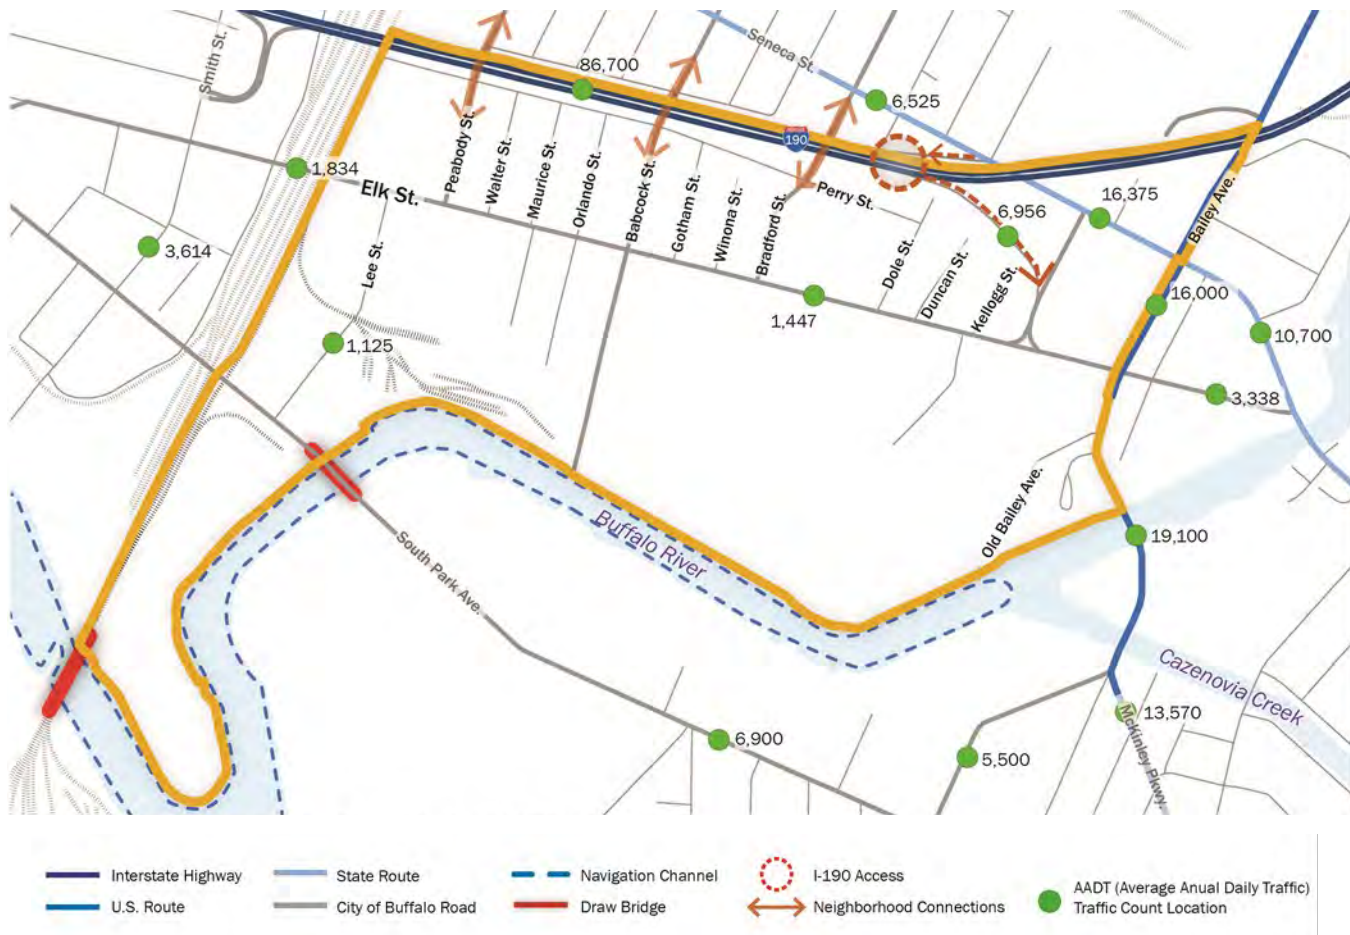 Smith St.
Seneca St.
86,700
6,525
190
1,834
Elk St.
Peabody St.
Walter St.
Maurice St.
Orlando St.
Babcock St.
Gotham St.
Winona St.
Bradford St.
Perry St.
6,956
16,375
Bailey Ave.
3,614
Lee St.
Dole St.
Duncan St.
Kellogg St.
1,447
16,000
10,700
1,125
3,338
Old Bailey Ave.
Buffalo River
South Park Ave.
19,100
Cazenovia Creek
13,570
McKinley Pkwy.
6,900
5,500
Interstate Highway
State Route
Navigation Channel
I-190 Access
AADT (Average Anual Daily Traffic)
Traffic Count Location
U.S. Route
City of Buffalo Road
Draw Bridge
Neighborhood Connections